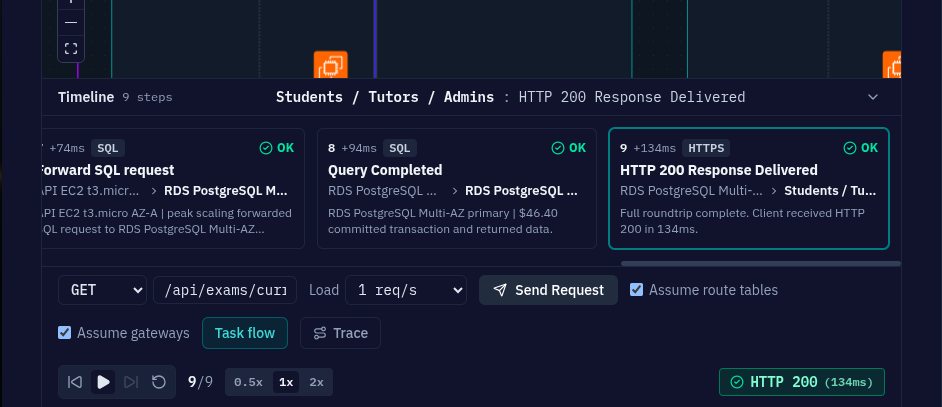 Timeline 9 steps Students / Tutors / Admins : HTTP 200 Response Delivered
+74ms SQL OK
Forward SQL request
API EC2 t3.micr... > RDS PostgreSQL M...
API EC2 t3.micro AZ-A | peak scaling forwarded
SQL request to RDS PostgreSQL Multi-AZ...
8 +94ms SQL OK
Query Completed
RDS PostgreSQL ... > RDS PostgreSQL ...
RDS PostgreSQL Multi-AZ primary | $46.40
committed transaction and returned data.
9 +134ms HTTPS OK
HTTP 200 Response Delivered
RDS PostgreSQL Multi-... > Students / Tu...
Full roundtrip complete. Client received HTTP
200 in 134ms.
GET /api/exams/curr Load 1 req/s Send Request Assume route tables
Assume gateways Task flow Trace
9/9 0.5x 1x 2x HTTP 200 (134ms)